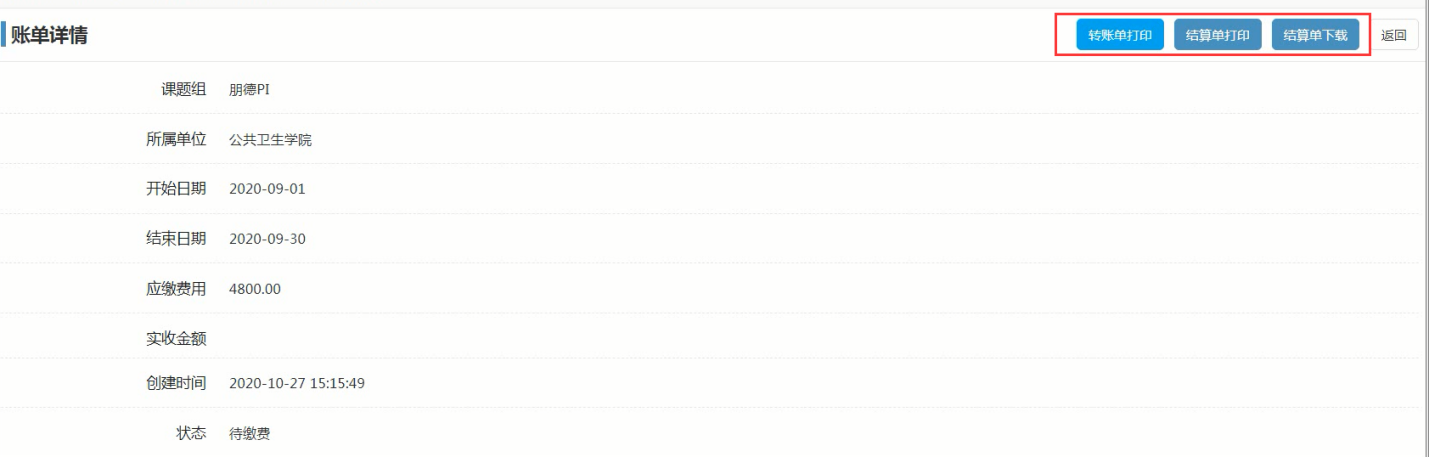 账单详情 转账单打印 结算单打印 结算单下载 返回
课题组 朋德PI
所属单位 公共卫生学院
开始日期 2020-09-01
结束日期 2020-09-30
应缴费用 4800.00
实收金额
创建时间 2020-10-27 15:15:49
状态 待缴费